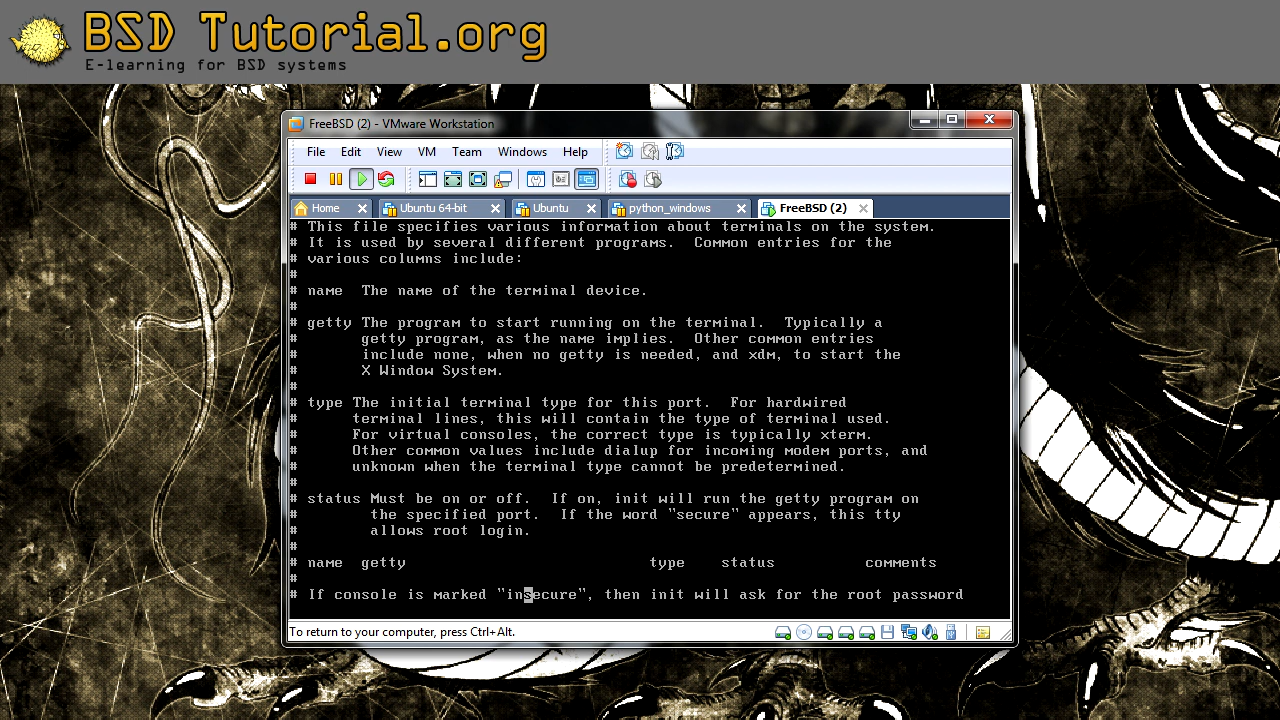 BSD Tutorial.org
E-learning for BSD systems
FreeBSD (2) - VMware Workstation
File Edit View VM Team Windows Help
Home Ubuntu 64-bit Ubuntu python_windows FreeBSD (2)
# This file specifies various information about terminals on the system.
# It is used by several different programs.  Common entries for the
# various columns include:
#
# name  The name of the terminal device.
#
# getty The program to start running on the terminal.  Typically a
#       getty program, as the name implies.  Other common entries
#       include none, when no getty is needed, and xdm, to start the
#       X Window System.
#
# type The initial terminal type for this port.  For hardwired
#      terminal lines, this will contain the type of terminal used.
#      For virtual consoles, the correct type is typically xterm.
#      Other common values include dialup for incoming modem ports, and
#      unknown when the terminal type cannot be predetermined.
#
# status Must be on or off.  If on, init will run the getty program on
#        the specified port.  If the word "secure" appears, this tty
#        allows root login.
#
# name  getty                           type    status          comments
#
# If console is marked "insecure", then init will ask for the root password
To return to your computer, press Ctrl+Alt.